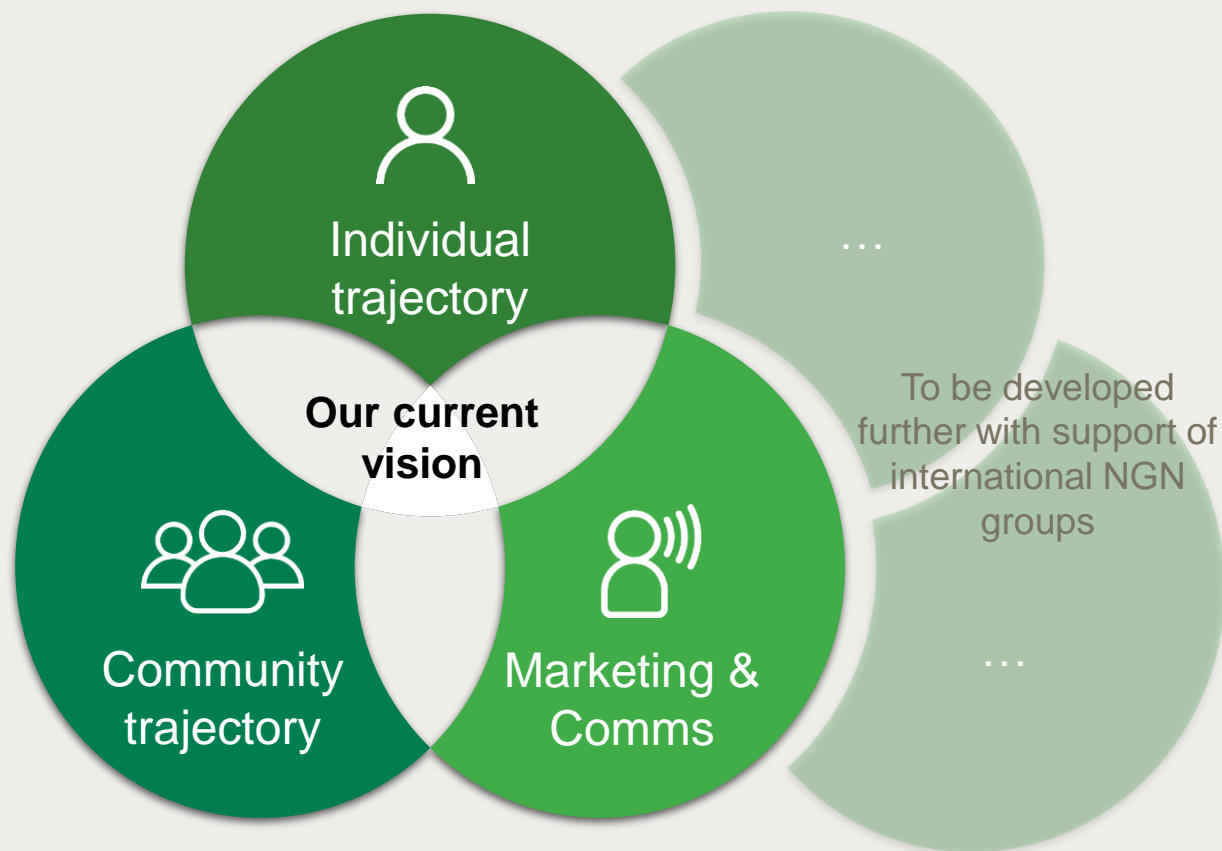 Individual
trajectory
...
Our current
vision
To be developed
further with support of
international NGN
groups
Community
trajectory
Marketing &
Comms
...